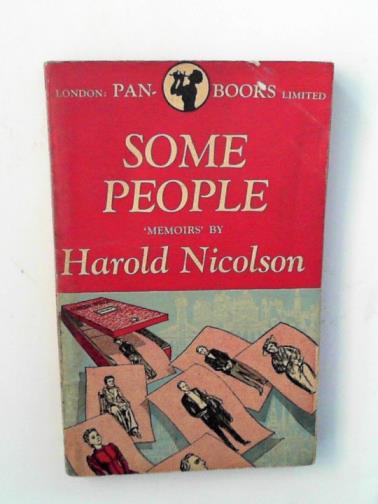 LONDON: PAN-BOOKS LIMITED
SOME
PEOPLE
'MEMOIRS' BY
Harold Nicolson